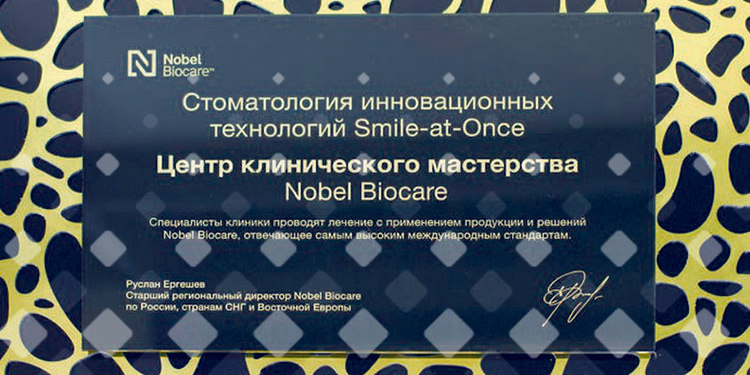 Nobel
Biocare™
Стоматология инновационных
технологий Smile-at-Once
Центр клинического мастерства
Nobel Biocare
Специалисты клиники проводят лечение с применением продукции и решений
Nobel Biocare, отвечающее самым высоким международным стандартам.
Руслан Ергешев
Старший региональный директор Nobel Biocare
по России, странам СНГ и Восточной Европы